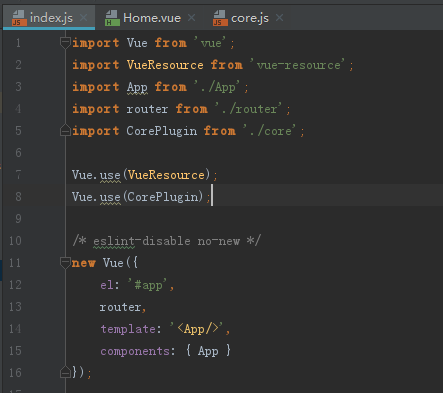 index.js Home.vue core.js
1 import Vue from 'vue';
2 import VueResource from 'vue-resource';
3 import App from './App';
4 import router from './router';
5 import CorePlugin from './core';
6
7 Vue.use(VueResource);
8 Vue.use(CorePlugin);
9
10 /* eslint-disable no-new */
11 new Vue({
12 el: '#app',
13 router,
14 template: '<App/>',
15 components: { App }
16 });